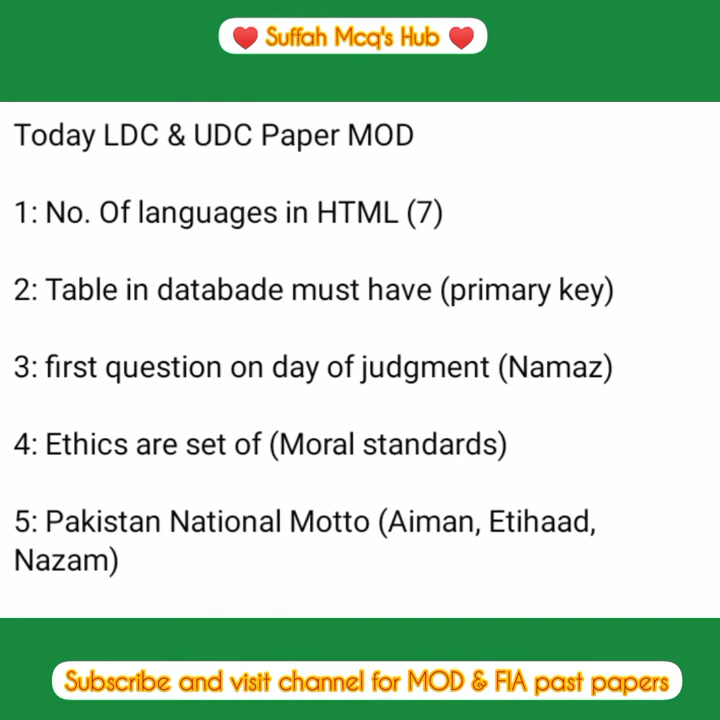 ❤️ Suffah Mcq's Hub ❤️
Today LDC & UDC Paper MOD
1: No. Of languages in HTML (7)
2: Table in databade must have (primary key)
3: first question on day of judgment (Namaz)
4: Ethics are set of (Moral standards)
5: Pakistan National Motto (Aiman, Etihaad,
Nazam)
Subscribe and visit channel for MOD & FIA past papers